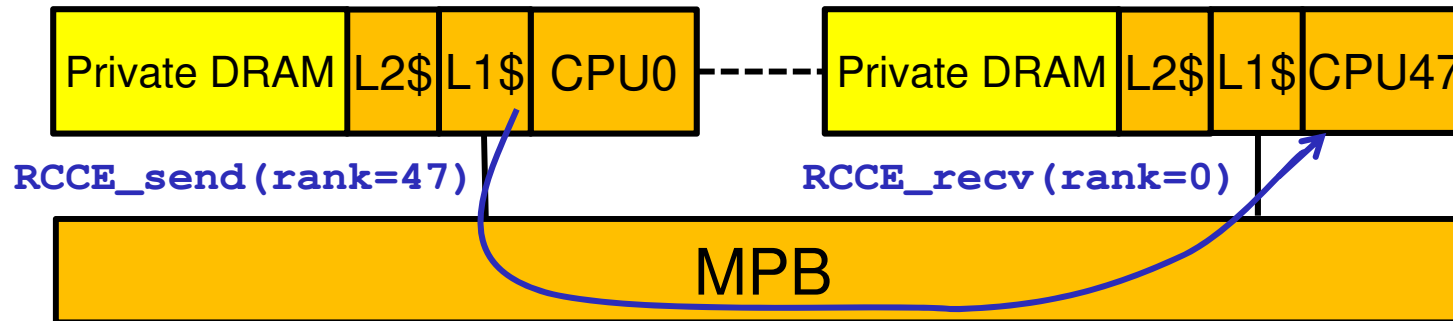 Private DRAM L2$ L1$ CPU0 Private DRAM L2$ L1$ CPU47
RCCE_send(rank=47) RCCE_recv(rank=0)
MPB